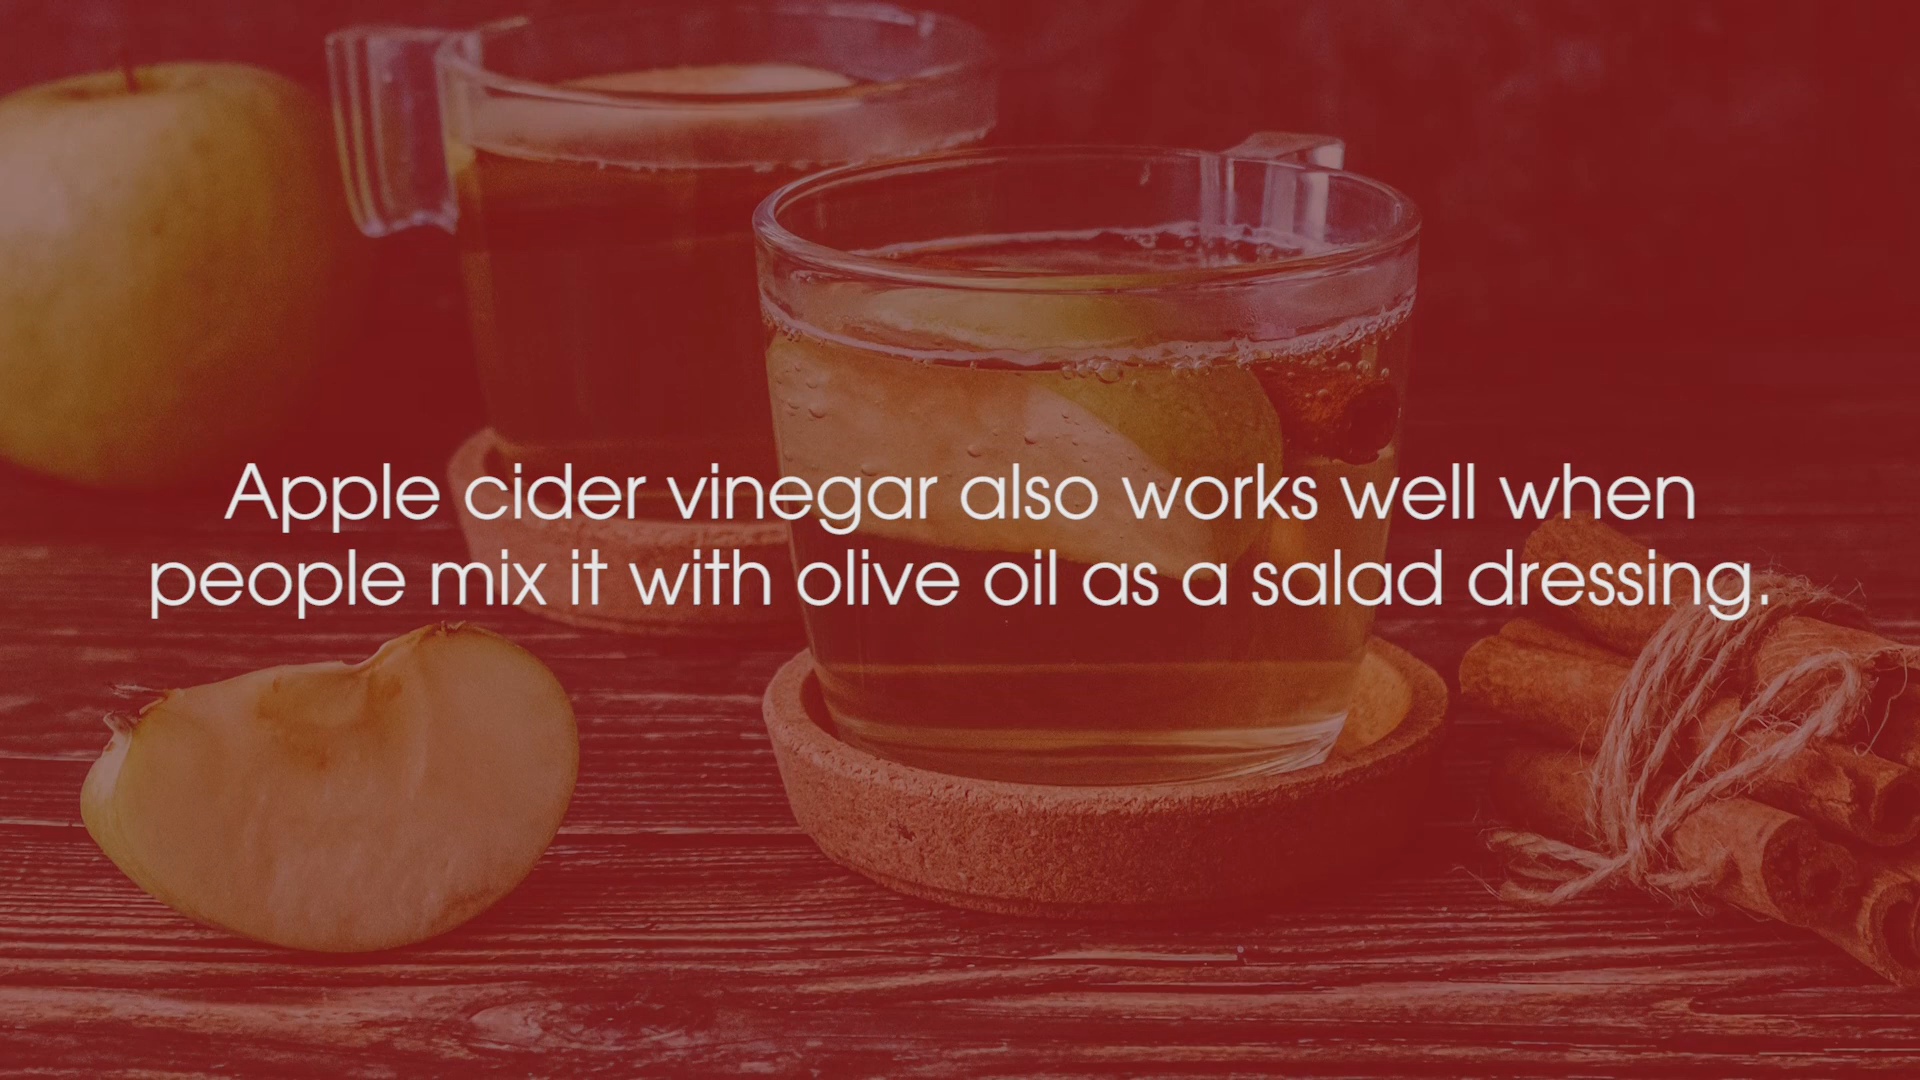 Apple cider vinegar also works well when
people mix it with olive oil as a salad dressing.